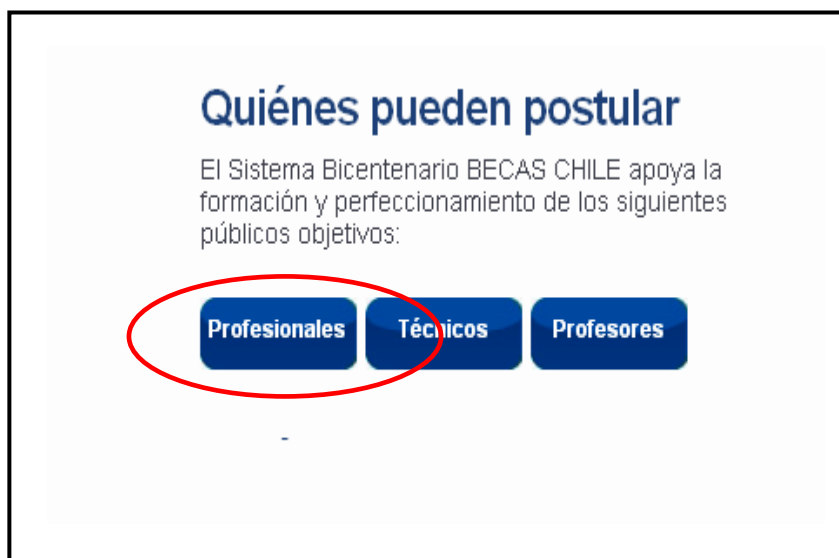 Quiénes pueden postular
El Sistema Bicentenario BECAS CHILE apoya la
formación y perfeccionamiento de los siguientes
públicos objetivos:
Profesionales Técnicos Profesores
-